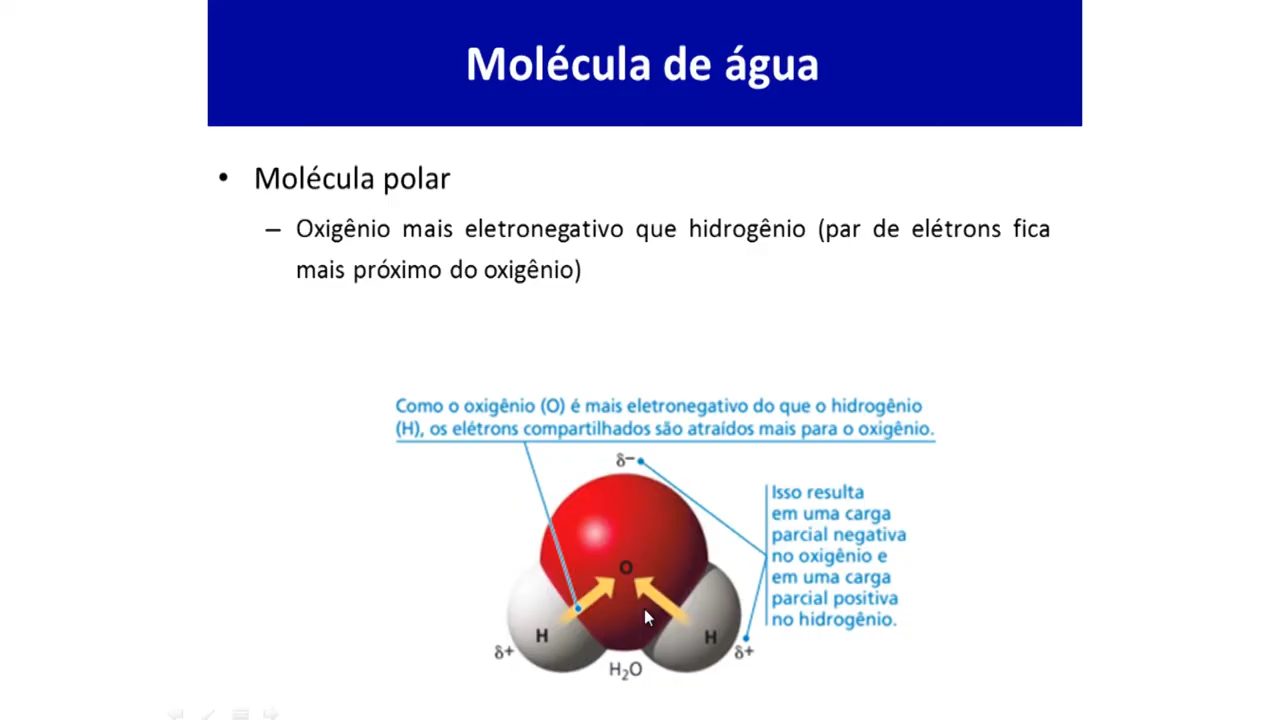 Molécula de água
• Molécula polar
– Oxigênio mais eletronegativo que hidrogênio (par de elétrons fica
mais próximo do oxigênio)
Como o oxigênio (O) é mais eletronegativo do que o hidrogênio
(H), os elétrons compartilhados são atraídos mais para o oxigênio.
δ−
Isso resulta
em uma carga
parcial negativa
no oxigênio e
em uma carga
parcial positiva
no hidrogênio.
O
H
H
δ+
δ+
H₂O